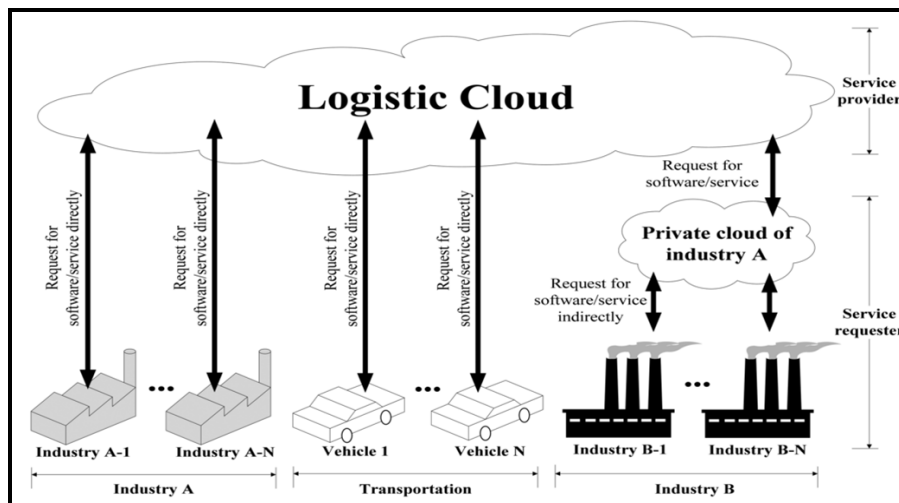 Logistic Cloud
Service
provider
Request for
software/service directly
Request for
software/service directly
Request for
software/service directly
Request for
software/service directly
Request for
software/service
Private cloud of
industry A
Request for
software/service
indirectly
Service
requester
•••
•••
•••
Industry A-1
Industry A-N
Vehicle 1
Vehicle N
Industry B-1
Industry B-N
Industry A
Transportation
Industry B